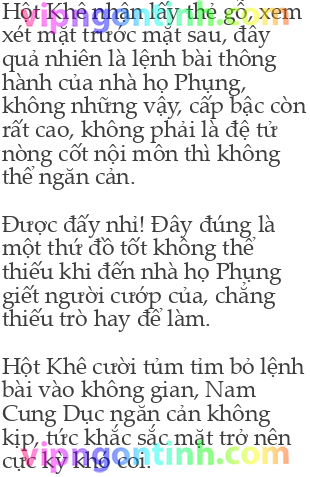 Hột Khê nhận lấy thẻ gỗ, xem
vipngontinh.com
xét mặt trước mặt sau, đây
quả nhiên là lệnh bài thông
hành của nhà họ Phụng,
không những vậy, cấp bậc còn
rất cao, không phải là đệ tử
nòng cốt nội môn thì không
thể ngăn cản.
Được đấy nhỉ! Đây đúng là
một thứ đồ tốt không thể
thiếu khi đến nhà họ Phụng
giết người cướp của, chẳng
thiếu trò hay để làm.
Hột Khê cười tủm tỉm bỏ lệnh
bài vào không gian, Nam
Cung Dục ngăn cản không
kịp, tức khắc sắc mặt trở nên
vipngontinh.com
cực kỳ khó coi.